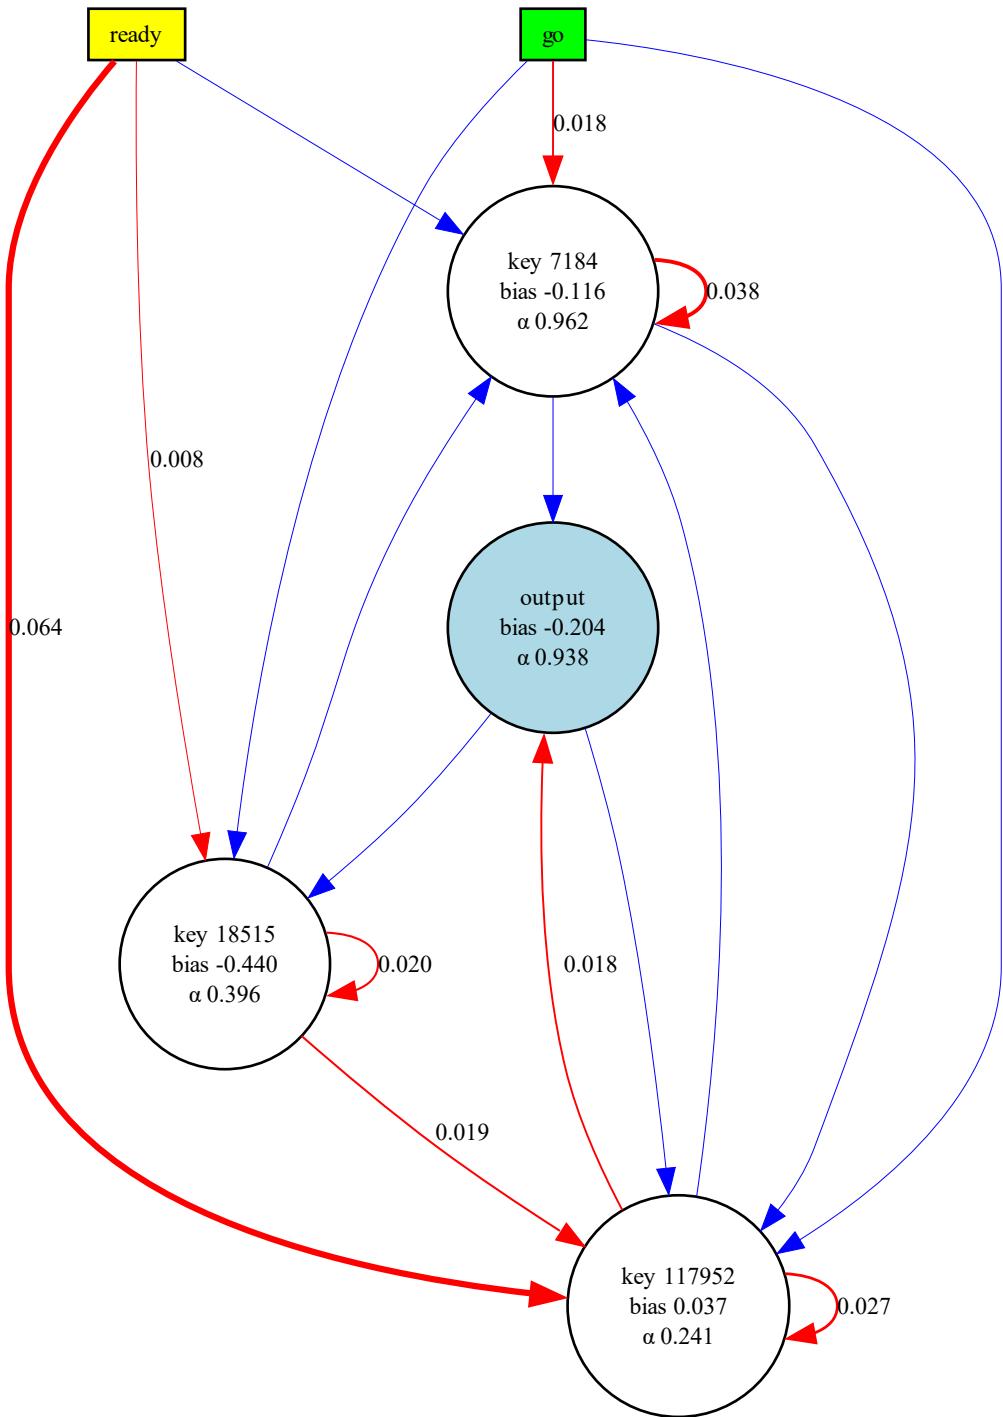 ready
go
0.018
key 7184
bias -0.116
α 0.962
0.038
0.008
0.064
output
bias -0.204
α 0.938
key 18515
bias -0.440
α 0.396
0.020
0.018
0.019
key 117952
bias 0.037
α 0.241
0.027